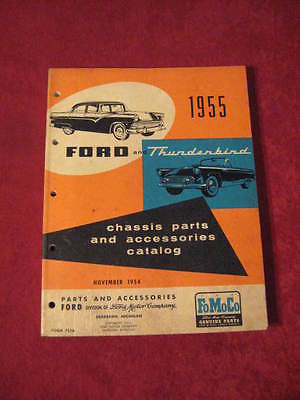 1955
FORD and Thunderbird
chassis parts
and accessories
catalog
NOVEMBER 1954
PARTS AND ACCESSORIES
FORD DIVISION OF Ford Motor Company
DEARBORN, MICHIGAN
FoMoCo
GENUINE PARTS